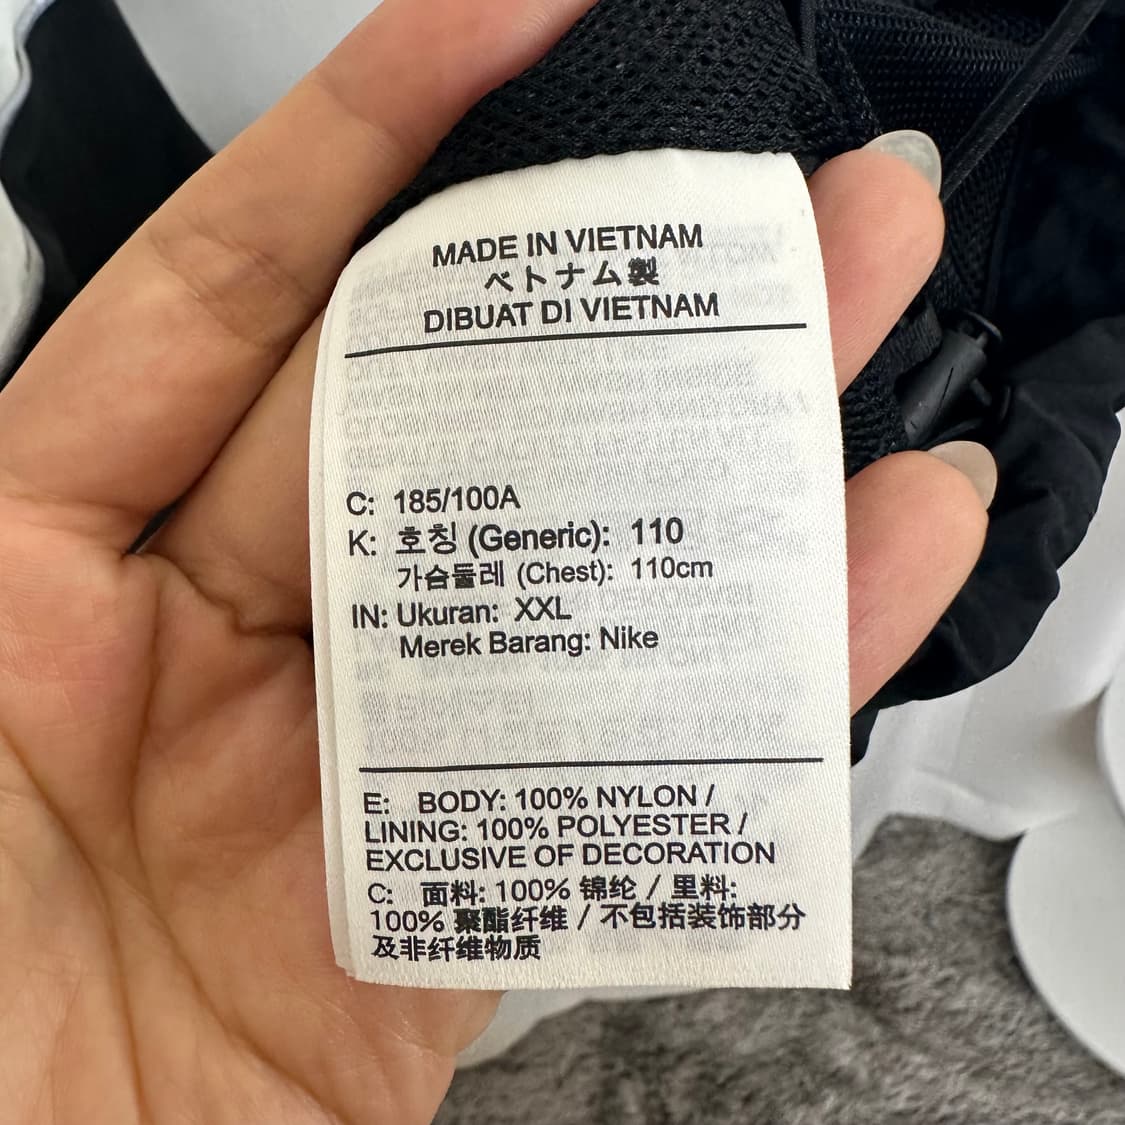 MADE IN VIETNAM
ベトナム製
DIBUAT DI VIETNAM
C: 185/100A
K: 호칭 (Generic): 110
가슴둘레 (Chest): 110cm
IN: Ukuran: XXL
Merek Barang: Nike
E: BODY: 100% NYLON /
LINING: 100% POLYESTER /
EXCLUSIVE OF DECORATION
C: 面料: 100% 锦纶 / 里料:
100% 聚酯纤维 / 不包括装饰部分
及非纤维物质